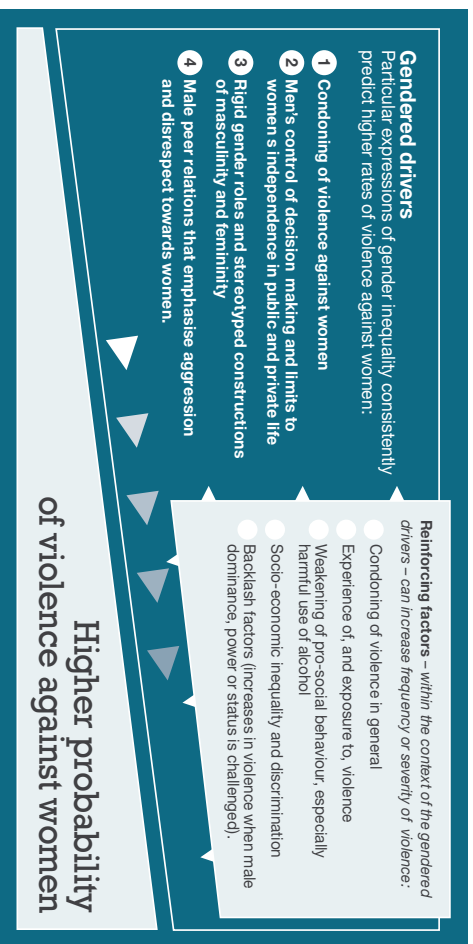 Gendered drivers
Particular expressions of gender inequality consistently
predict higher rates of violence against women:
1 Condoning of violence against women
2 Men's control of decision making and limits to
women s independence in public and private life
3 Rigid gender roles and stereotyped constructions
of masculinity and femininity
4 Male peer relations that emphasise aggression
and disrespect towards women.
Reinforcing factors – within the context of the gendered
drivers – can increase frequency or severity of violence:
Condoning of violence in general
Experience of, and exposure to, violence
Weakening of pro-social behaviour, especially
harmful use of alcohol
Socio-economic inequality and discrimination
Backlash factors (increases in violence when male
dominance, power or status is challenged).
Higher probability
of violence against women